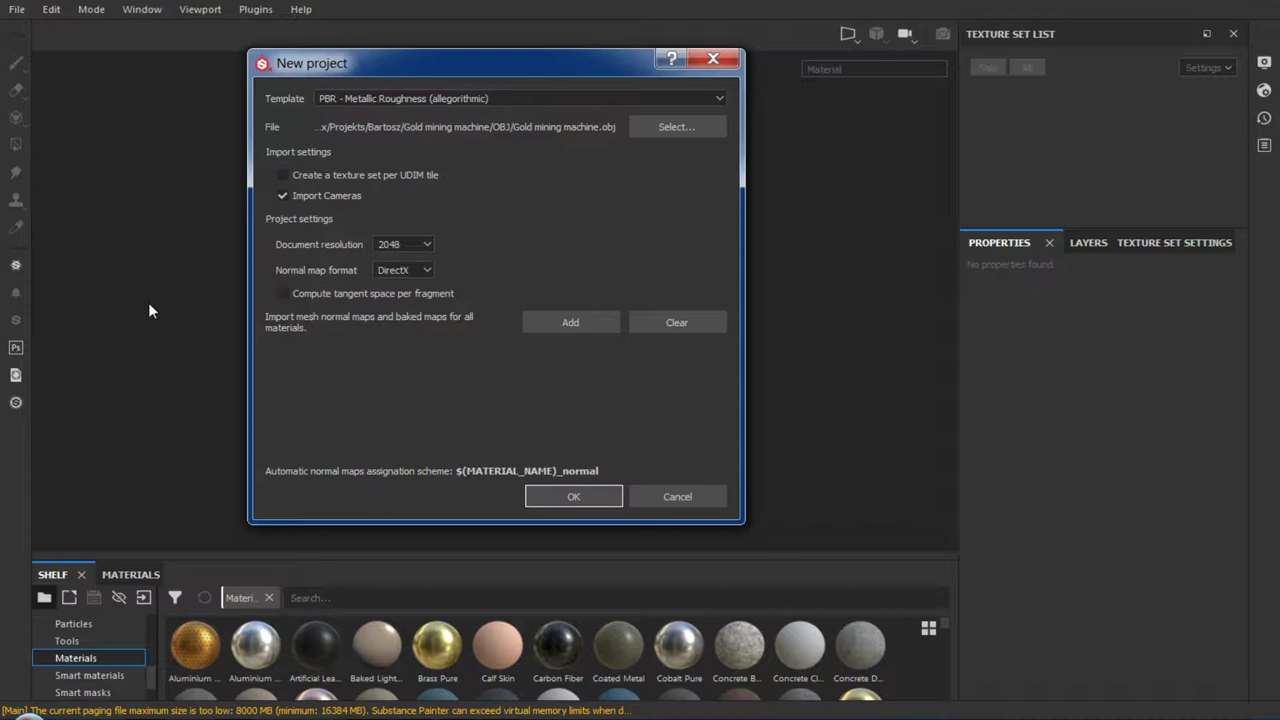 File Edit Mode Window Viewport Plugins Help
New project
TEXTURE SET LIST
Material
Settings
Template PBR - Metallic Roughness (allegorithmic)
File ...x/Projekts/Bartosz/Gold mining machine/OBJ/Gold mining machine.obj Select...
Import settings
Create a texture set per UDIM tile
Import Cameras
Project settings
Document resolution 2048
Normal map format DirectX
Compute tangent space per fragment
Import mesh normal maps and baked maps for all
materials.
Add Clear
Automatic normal maps assignation scheme: $(MATERIAL_NAME)_normal
OK Cancel
PROPERTIES LAYERS TEXTURE SET SETTINGS
No properties found
Ps
SHELF MATERIALS
Materi... Search...
Particles
Tools
Materials
Smart materials
Smart masks
Aluminium ... Aluminium ... Artificial Lea... Baked Light... Brass Pure Calf Skin Carbon Fiber Coated Metal Cobalt Pure Concrete B... Concrete Cl... Concrete D...
[Main] The current paging file maximum size is too low: 8000 MB (minimum: 16384 MB). Substance Painter can exceed virtual memory limits when d...